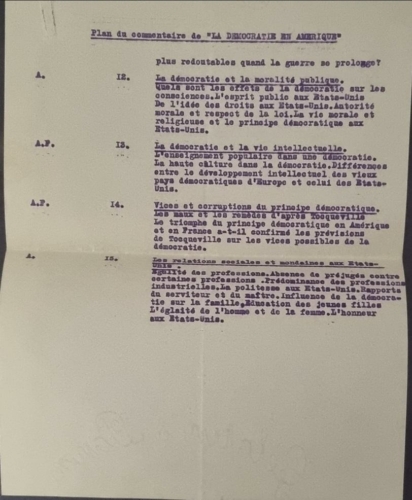 Plan du commentaire de "LA DEMOCRATIE EN AMERIQUE"
plus redoutables quand la guerre se prolonge?
A. 12. La démocratie et la moralité publique.
Quels sont les effets de la démocratie sur les
consciences.L'esprit public aux Etats-Unis
De l'idée des droits aux Etats-Unis.Autorité
morale et respect de la loi.La vie morale et
religieuse et le principe démocratique aux
Etats-Unis.
A.F. 13. La démocratie et la vie intellectuelle.
L'enseignement populaire dans une démocratie.
La haute culture dans la démocratie.Différences
entre le développement intellectuel des vieux
pays démocratiques d'Europe et celui des Etats-
Unis.
A.F. 14. Vices et corruptions du principe démocratique.
Les maux et les remèdes d'après Tocqueville
Le triomphe du principe démocratique en Amérique
et en France a-t-il confirmé les prévisions
de Tocqueville sur les vices possibles de la
démocratie.
A. 15. Les relations sociales et mondaines aux Etats-
Unis.
Egalité des professions.Absence de préjugés contre
certaines professions.Prédominance des professions
industrielles.La politesse aux Etats-Unis.Rapports
du serviteur et du maître.Influence de la démocra-
tie sur la famille.Education des jeunes filles
L'églaité de l'homme et de la femme.L'honneur
aux Etats-Unis.